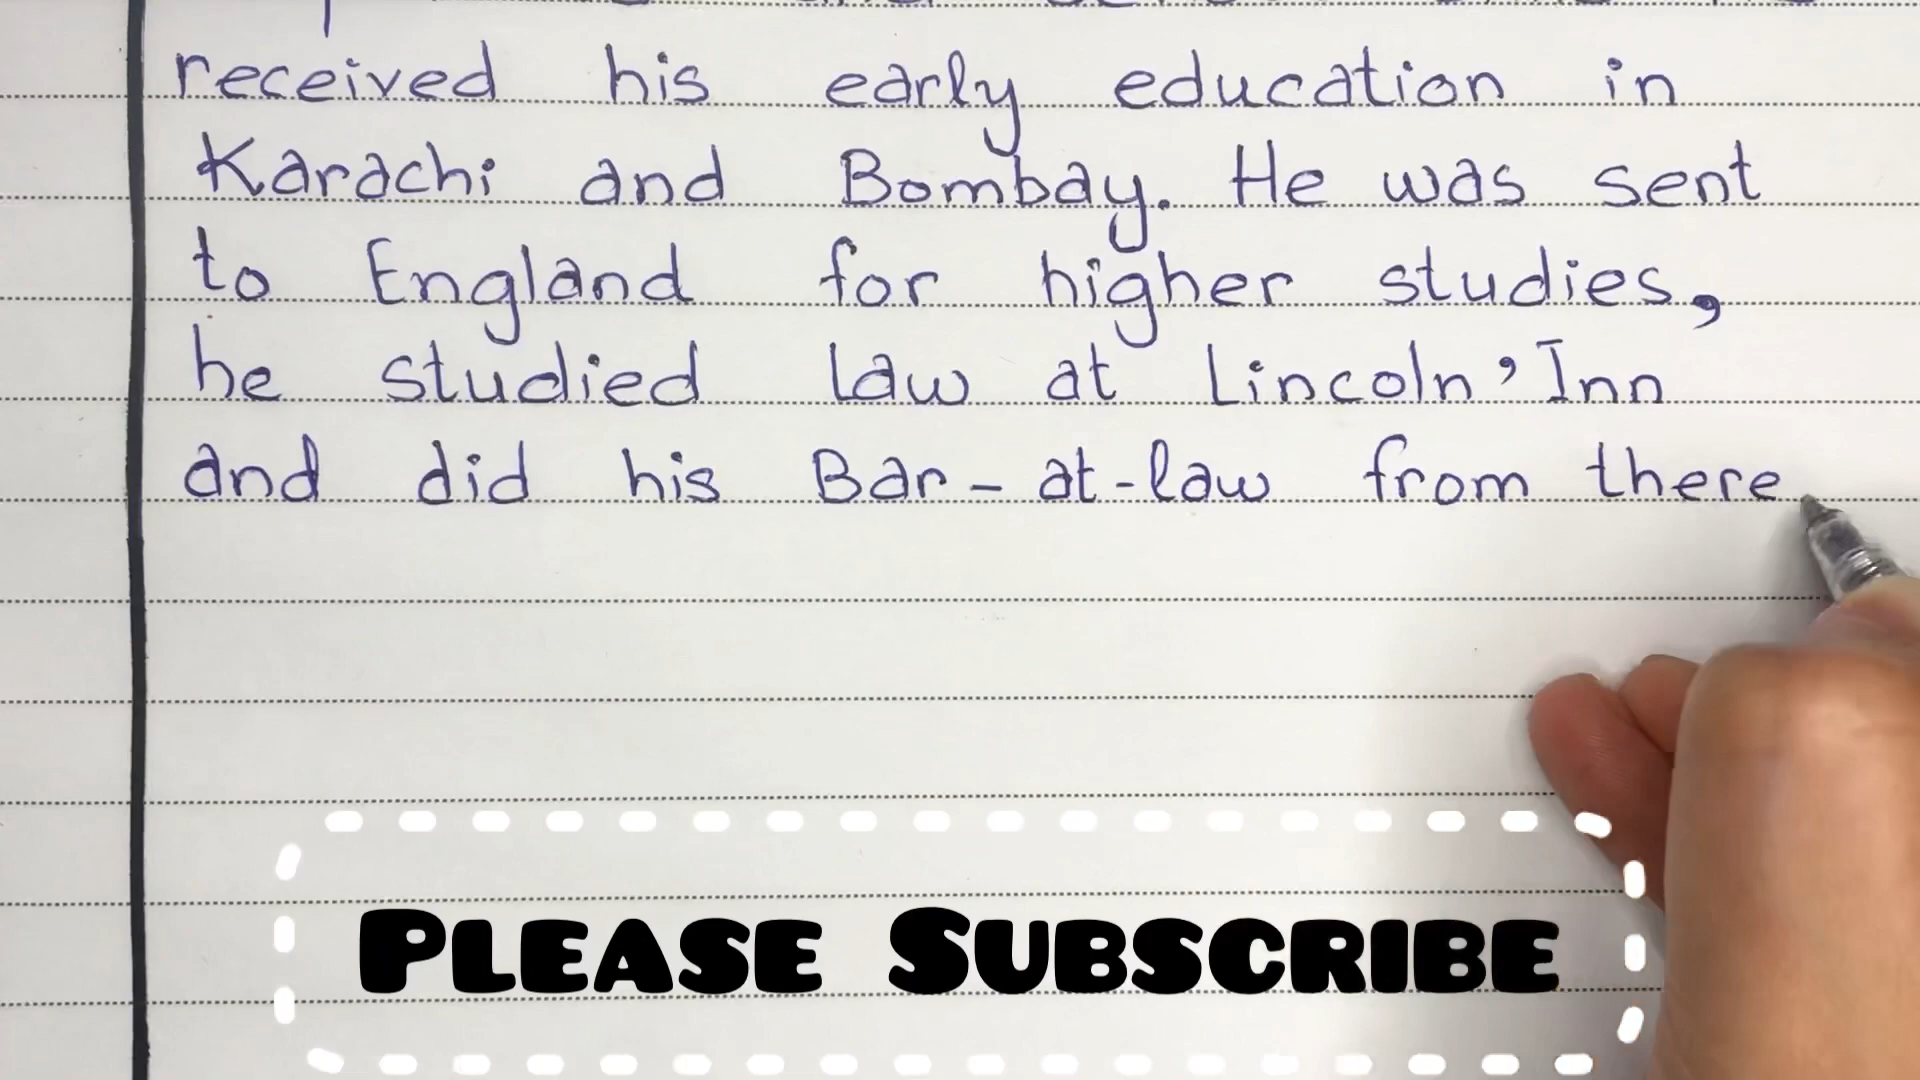 received his early education in
Karachi and Bombay. He was sent
to England for higher studies,
he studied law at Lincoln' Inn
and did his Bar-at-law from there
PLEASE SUBSCRIBE